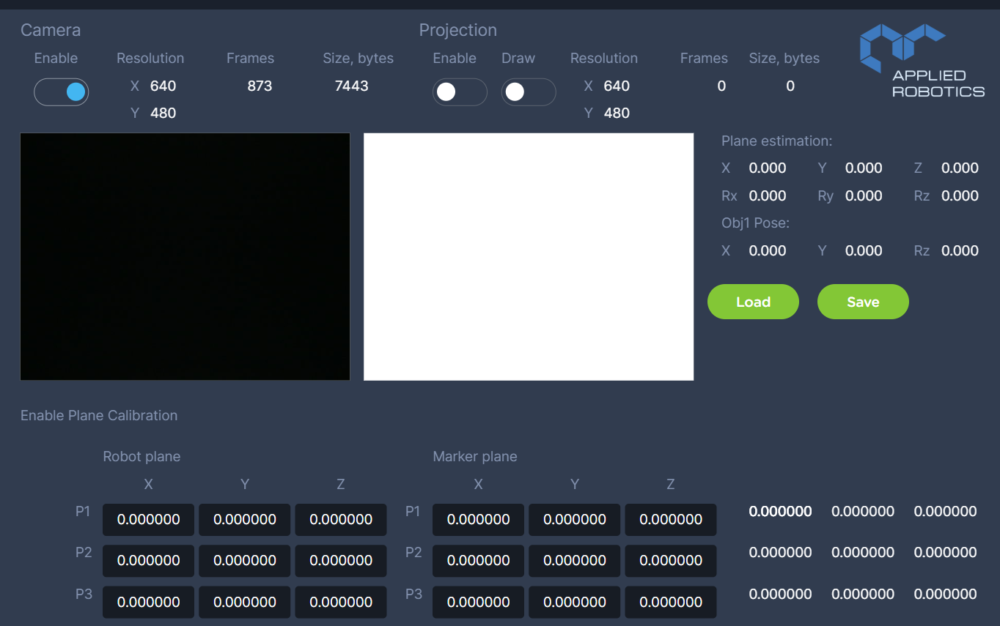 Camera
Projection
Enable
Resolution
Frames
Size, bytes
Enable
Draw
Resolution
Frames
Size, bytes
X 640
873
7443
X 640
0
0
Y 480
Y 480
APPLIED
ROBOTICS
Plane estimation:
X 0.000 Y 0.000 Z 0.000
Rx 0.000 Ry 0.000 Rz 0.000
Obj1 Pose:
X 0.000 Y 0.000 Rz 0.000
Load
Save
Enable Plane Calibration
Robot plane
Marker plane
X Y Z
X Y Z
P1 0.000000 0.000000 0.000000
P1 0.000000 0.000000 0.000000
0.000000 0.000000 0.000000
P2 0.000000 0.000000 0.000000
P2 0.000000 0.000000 0.000000
0.000000 0.000000 0.000000
P3 0.000000 0.000000 0.000000
P3 0.000000 0.000000 0.000000
0.000000 0.000000 0.000000